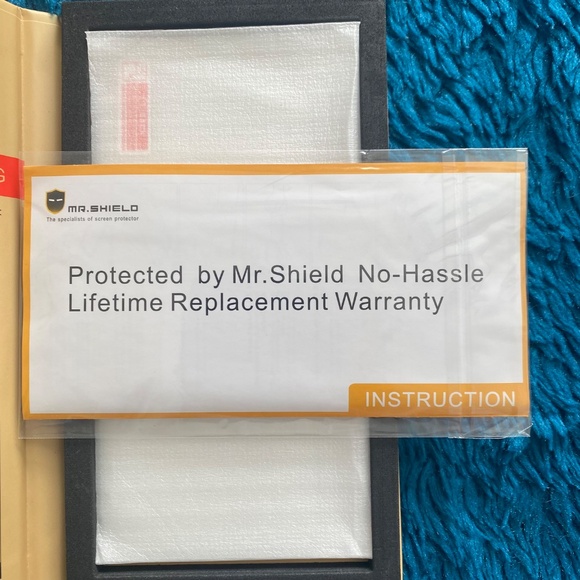 G
MR.SHIELD
The specialists of screen protector
Protected by Mr.Shield No-Hassle
Lifetime Replacement Warranty
INSTRUCTION